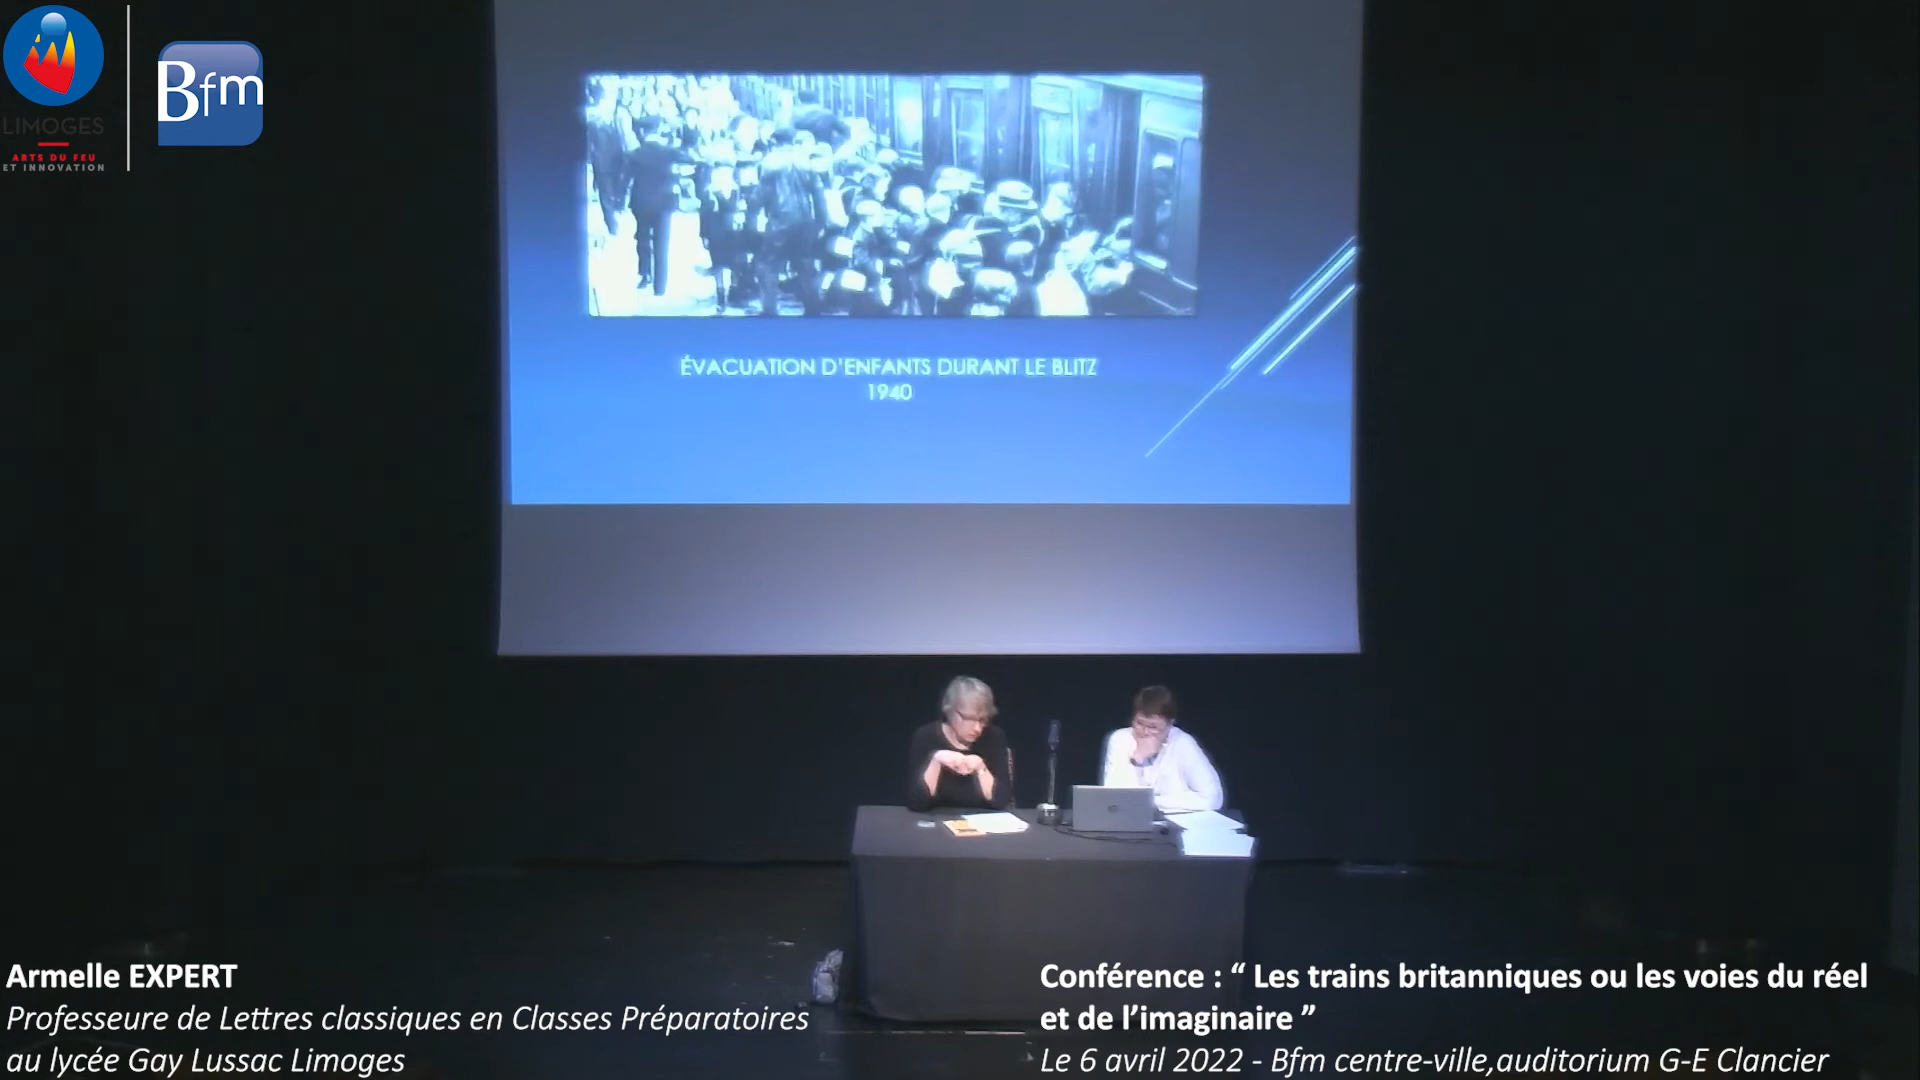 LIMOGES
ARTS DU FEU
ET INNOVATION
Bfm
ÉVACUATION D'ENFANTS DURANT LE BLITZ
1940
Armelle EXPERT
Professeure de Lettres classiques en Classes Préparatoires
au lycée Gay Lussac Limoges
Conférence : “ Les trains britanniques ou les voies du réel
et de l’imaginaire ”
Le 6 avril 2022 - Bfm centre-ville,auditorium G-E Clancier